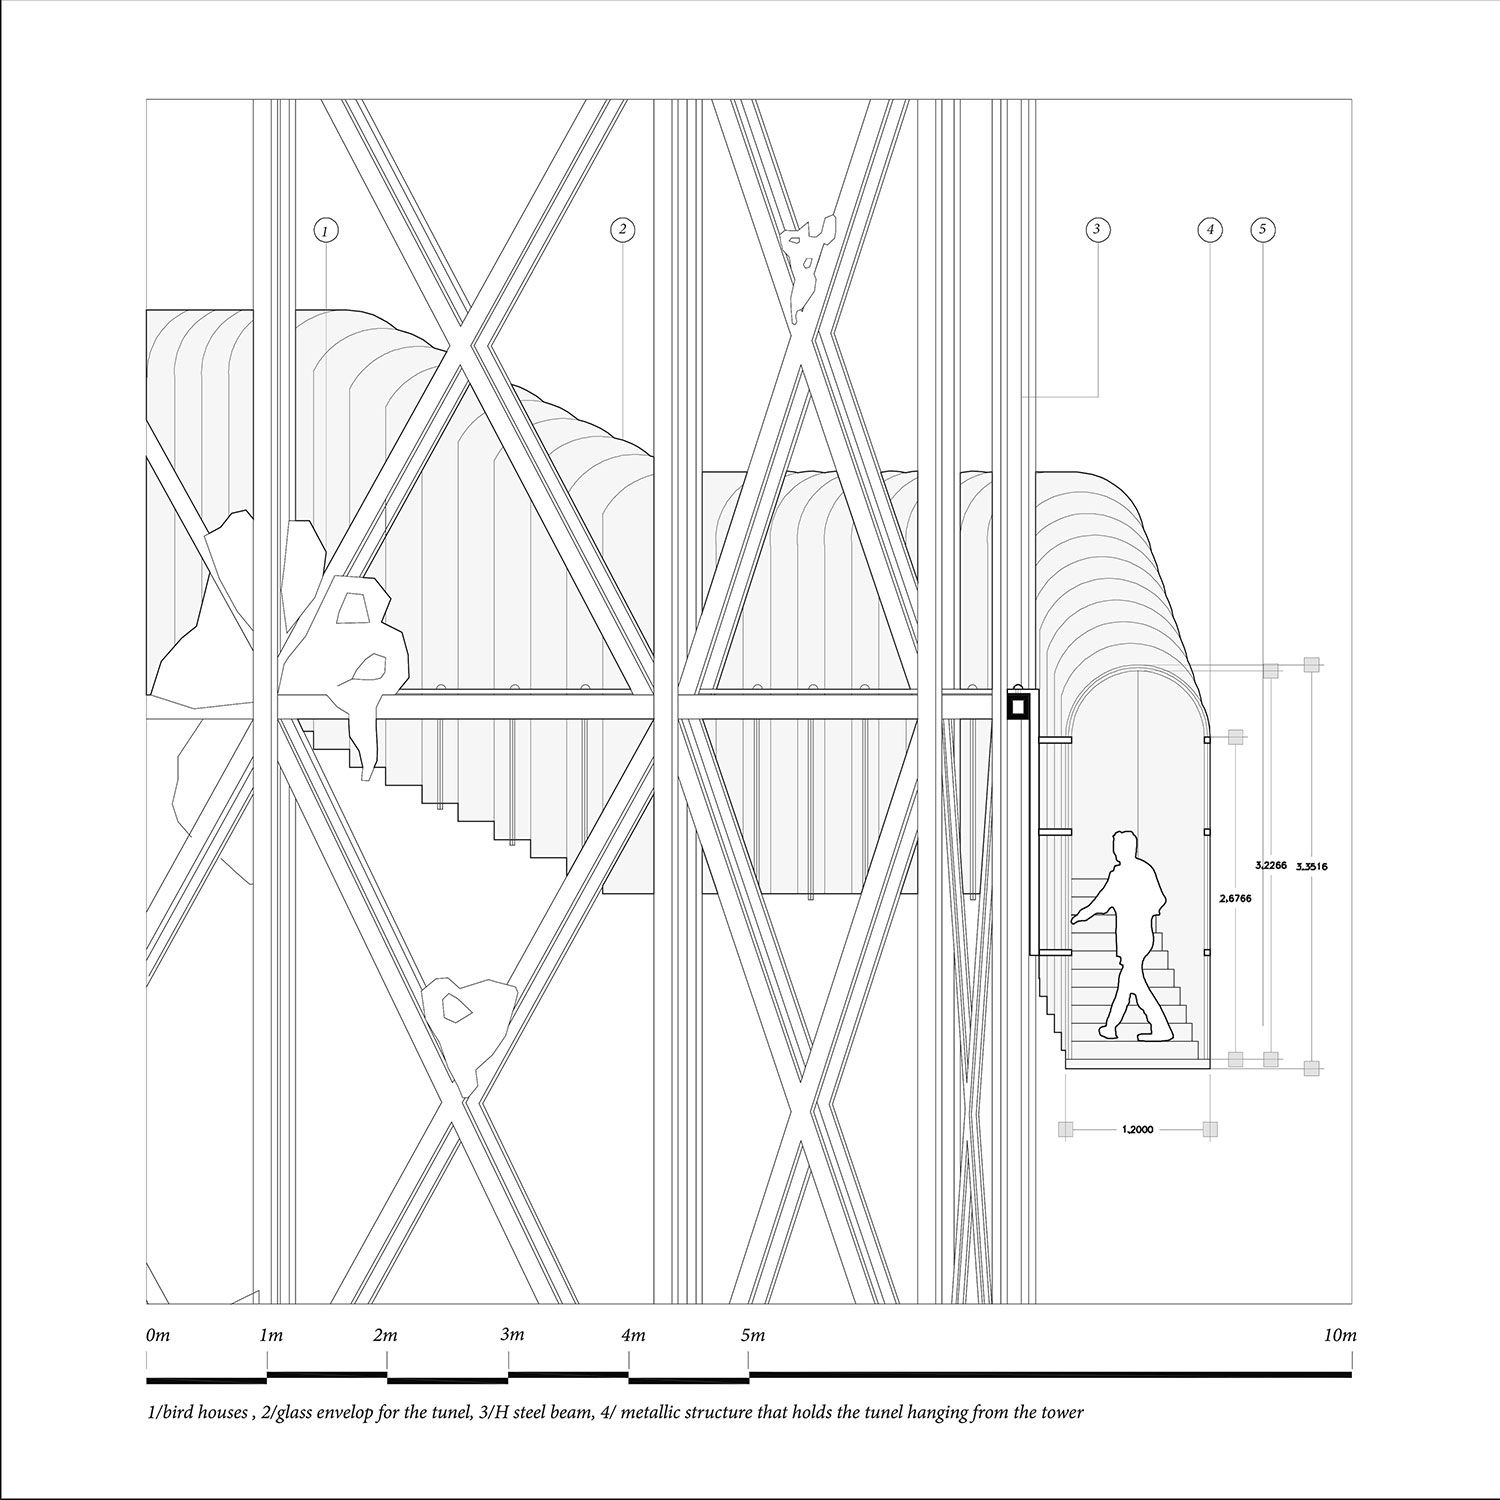 1 2 3 4 5
3.2266 3.3516
2.6766
1.2000
0m 1m 2m 3m 4m 5m 10m
1/bird houses , 2/glass envelop for the tunel, 3/H steel beam, 4/ metallic structure that holds the tunel hanging from the tower